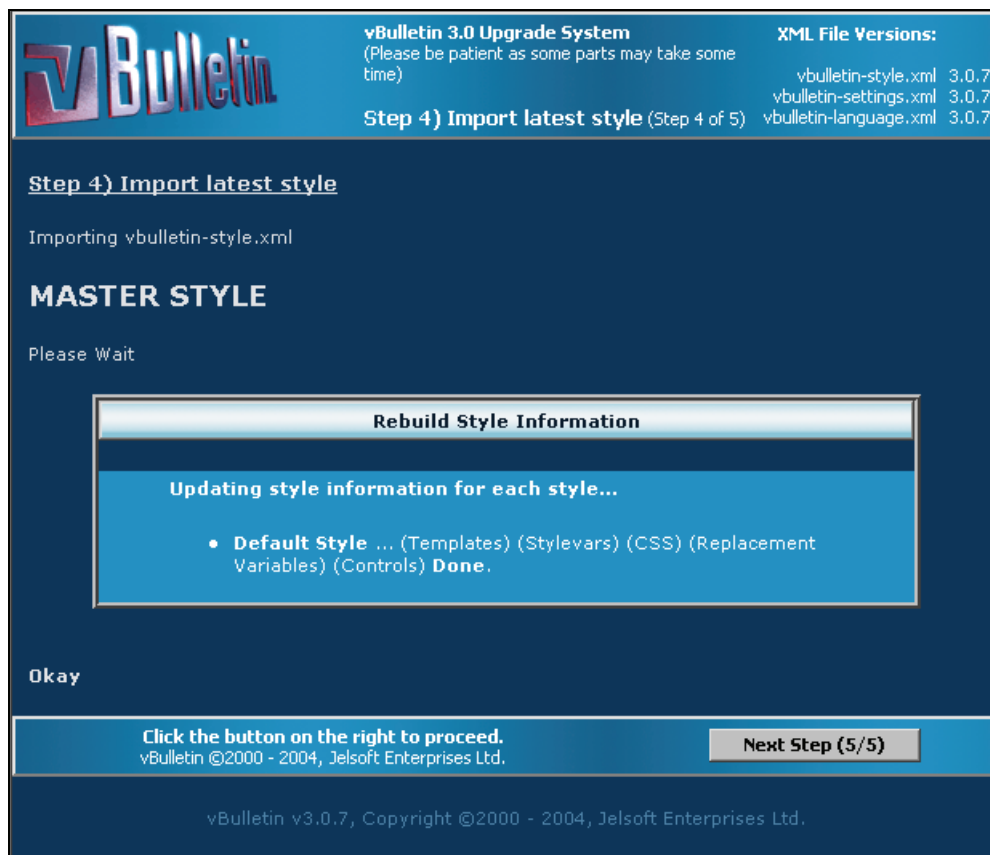 vBulletin
vBulletin 3.0 Upgrade System
(Please be patient as some parts may take some
time)
Step 4) Import latest style (Step 4 of 5)
XML File Versions:
vbulletin-style.xml 3.0.7
vbulletin-settings.xml 3.0.7
vbulletin-language.xml 3.0.7
Step 4) Import latest style
Importing vbulletin-style.xml
MASTER STYLE
Please Wait
Rebuild Style Information
Updating style information for each style...
• Default Style ... (Templates) (Stylevars) (CSS) (Replacement
Variables) (Controls) Done.
Okay
Click the button on the right to proceed.
vBulletin ©2000 - 2004, Jelsoft Enterprises Ltd.
Next Step (5/5)
vBulletin v3.0.7, Copyright ©2000 - 2004, Jelsoft Enterprises Ltd.